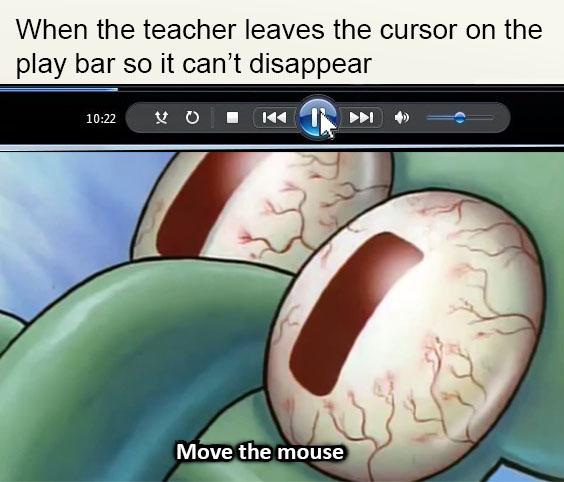 When the teacher leaves the cursor on the
play bar so it can’t disappear
10:22
Move the mouse